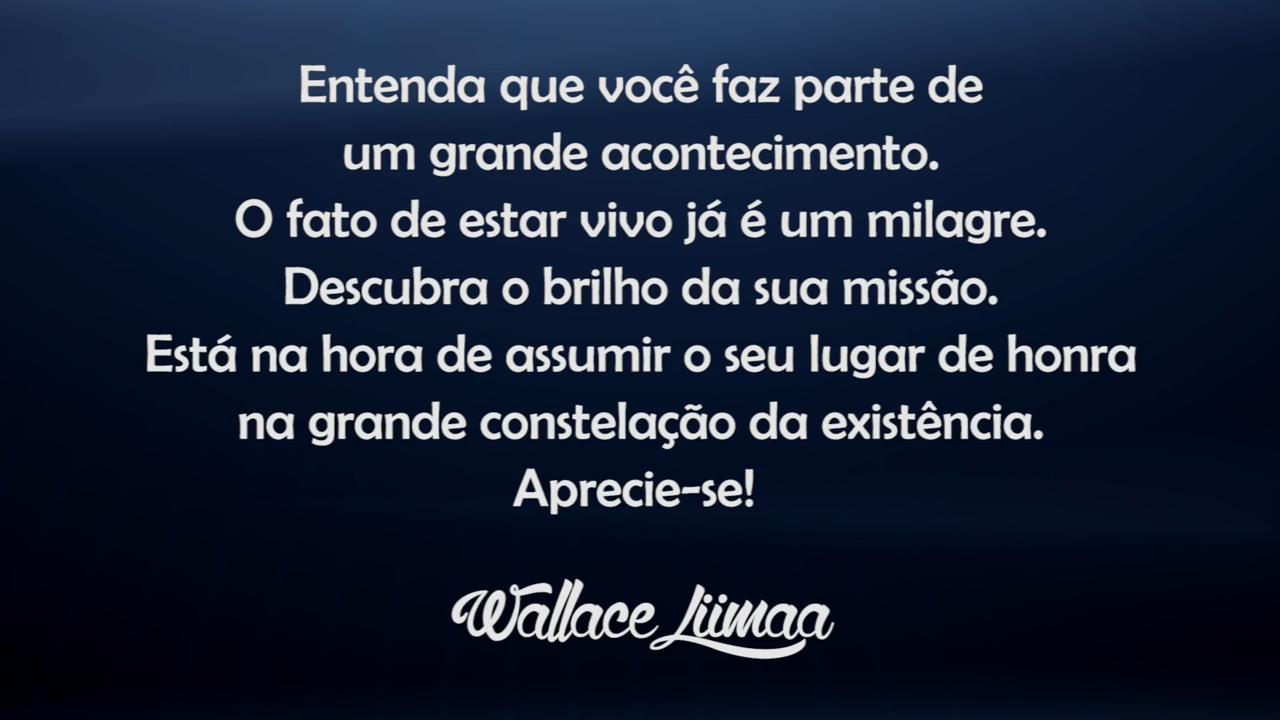 Entenda que você faz parte de
um grande acontecimento.
O fato de estar vivo já é um milagre.
Descubra o brilho da sua missão.
Está na hora de assumir o seu lugar de honra
na grande constelação da existência.
Aprecie-se!
Wallace Liimaa